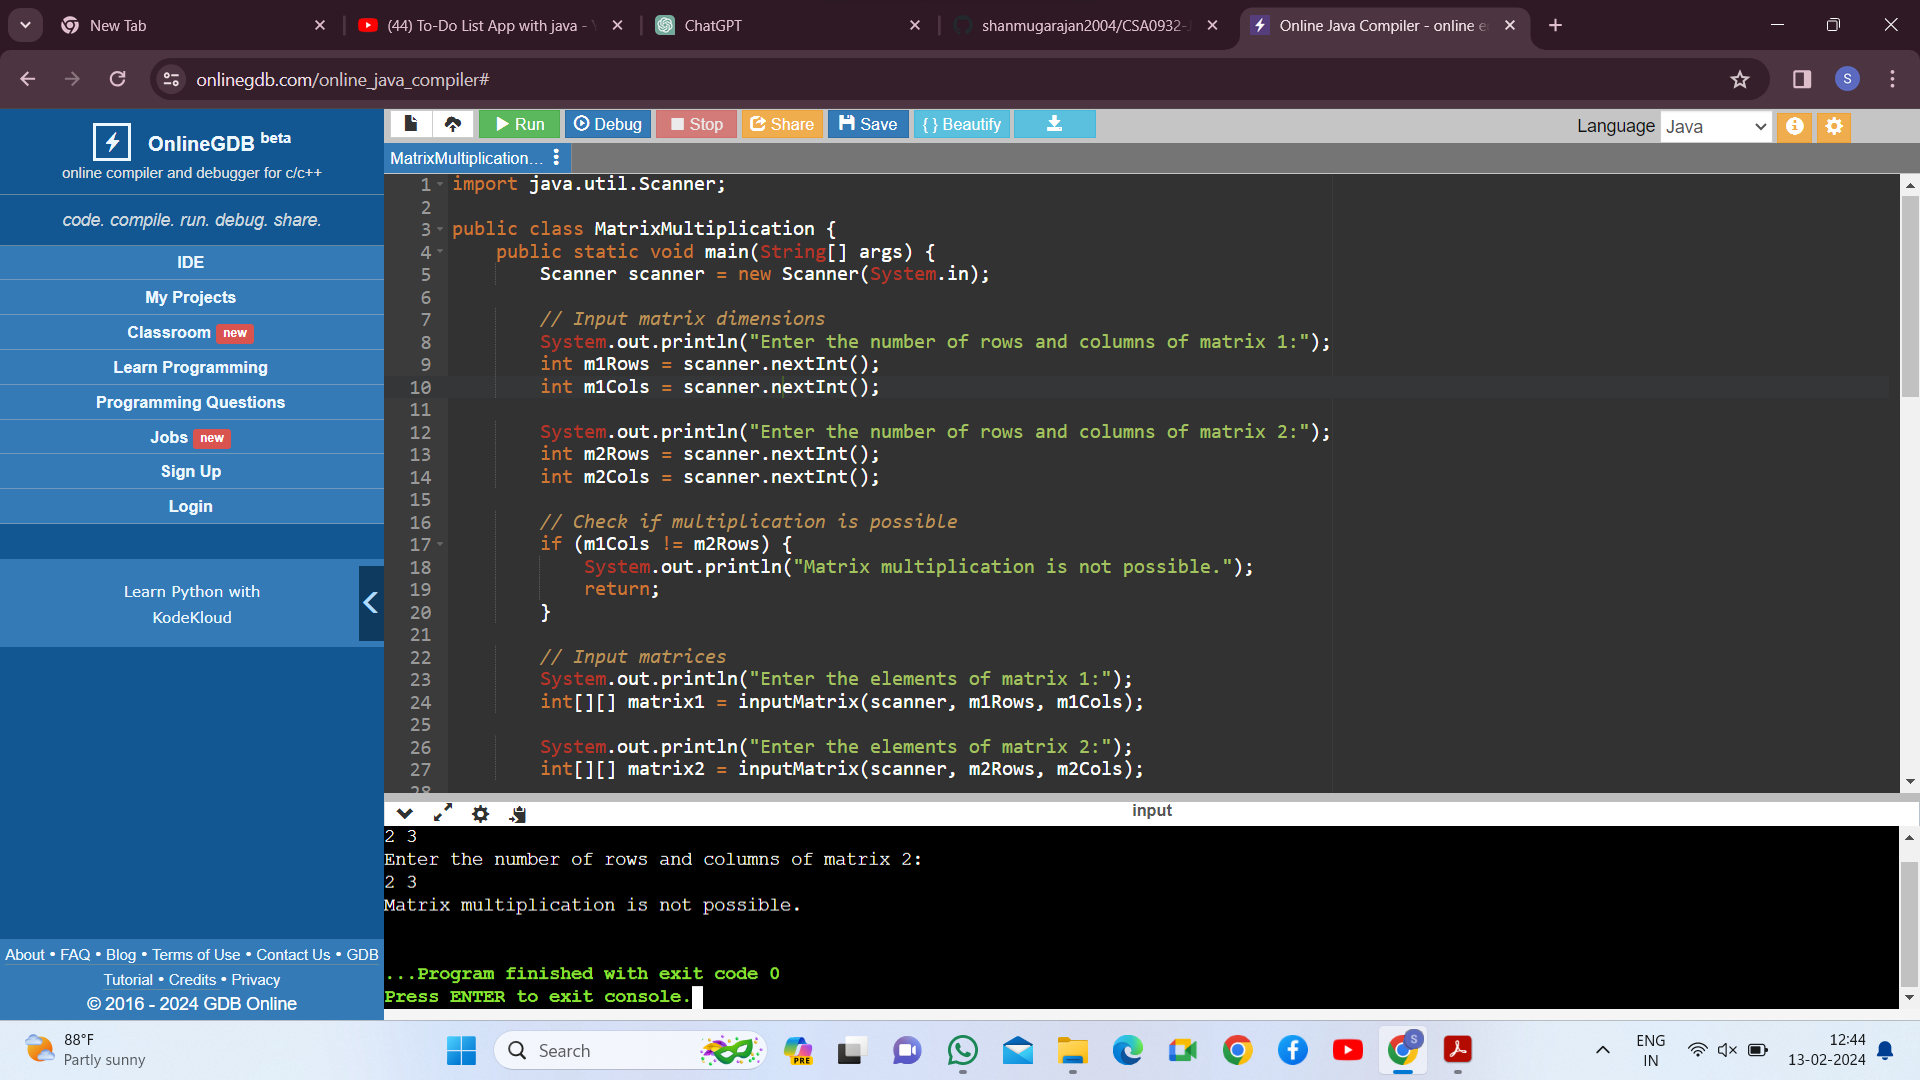 New Tab
(44) To-Do List App with java -
ChatGPT
shanmugarajan2004/CSA0932-
Online Java Compiler - online e
onlinegdb.com/online_java_compiler#
S
OnlineGDB beta
online compiler and debugger for c/c++
code. compile. run. debug. share.
IDE
My Projects
Classroom new
Learn Programming
Programming Questions
Jobs new
Sign Up
Login
Learn Python with
KodeKloud
About • FAQ • Blog • Terms of Use • Contact Us • GDB
Tutorial • Credits • Privacy
© 2016 - 2024 GDB Online
Run Debug Stop Share Save { } Beautify
Language Java
MatrixMultiplication...
1 import java.util.Scanner;
2
3 public class MatrixMultiplication {
4 public static void main(String[] args) {
5 Scanner scanner = new Scanner(System.in);
6
7 // Input matrix dimensions
8 System.out.println("Enter the number of rows and columns of matrix 1:");
9 int m1Rows = scanner.nextInt();
10 int m1Cols = scanner.nextInt();
11
12 System.out.println("Enter the number of rows and columns of matrix 2:");
13 int m2Rows = scanner.nextInt();
14 int m2Cols = scanner.nextInt();
15
16 // Check if multiplication is possible
17 if (m1Cols != m2Rows) {
18 System.out.println("Matrix multiplication is not possible.");
19 return;
20 }
21
22 // Input matrices
23 System.out.println("Enter the elements of matrix 1:");
24 int[][] matrix1 = inputMatrix(scanner, m1Rows, m1Cols);
25
26 System.out.println("Enter the elements of matrix 2:");
27 int[][] matrix2 = inputMatrix(scanner, m2Rows, m2Cols);
28
input
2 3
Enter the number of rows and columns of matrix 2:
2 3
Matrix multiplication is not possible.
...Program finished with exit code 0
Press ENTER to exit console.
88°F
Partly sunny
Search
PRE
S
ENG
IN
12:44
13-02-2024